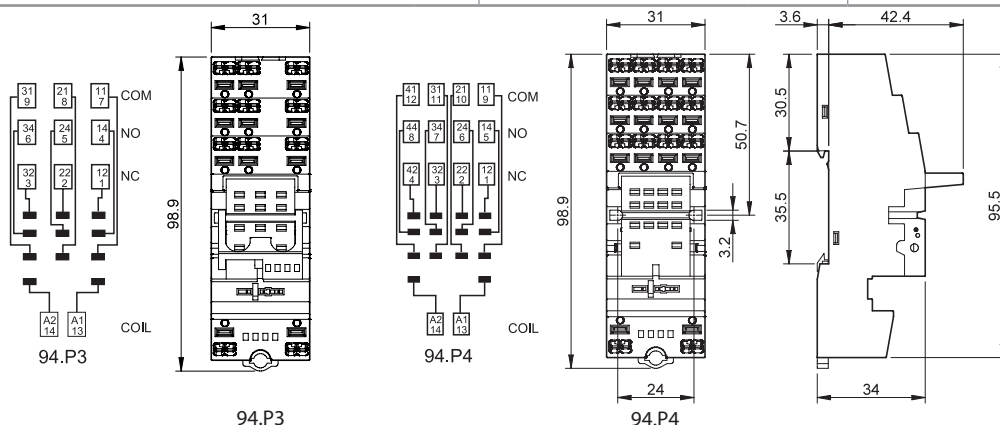 31
31
3.6
42.4
31 21 11
9 8 7
COM
34 24 14
6 5 4
NO
32 22 12
3 2 1
NC
A2 A1
14 13
COIL
94.P3
98.9
94.P3
41 31 21 11
12 11 10 9
COM
44 34 24 14
8 7 6 5
NO
42 32 22 12
4 3 2 1
NC
A2 A1
14 13
COIL
94.P4
98.9
50.7
3.2
24
94.P4
30.5
35.5
95.5
34